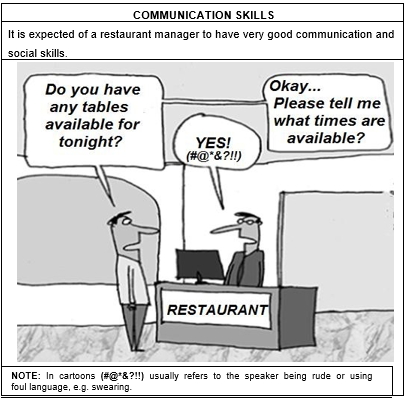 COMMUNICATION SKILLS
It is expected of a restaurant manager to have very good communication and
social skills.
Do you have
any tables
available for
tonight?
YES!
(#@*&?!!)
Okay...
Please tell me
what times are
available?
RESTAURANT
NOTE: In cartoons (#@*&?!!) usually refers to the speaker being rude or using
foul language, e.g. swearing.